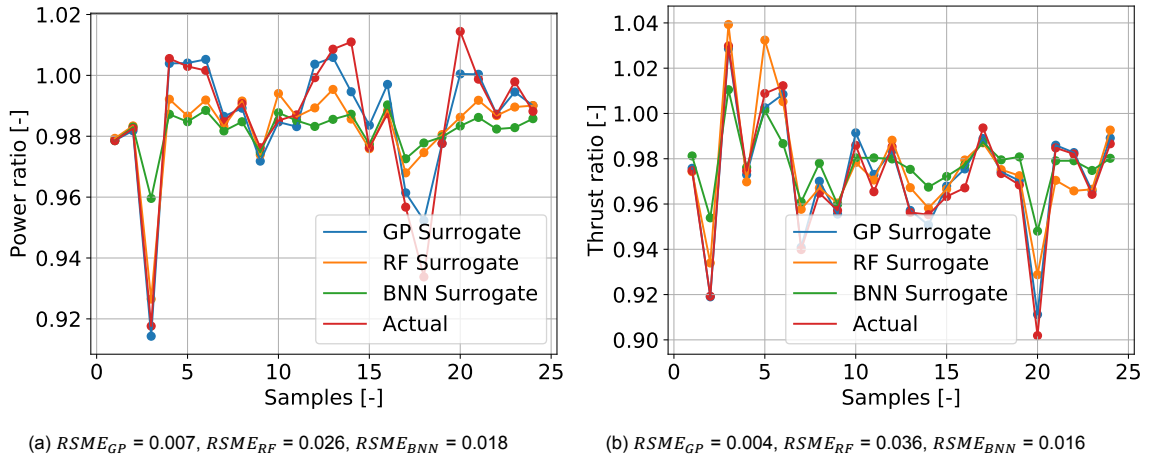 1.02
1.00
0.98
0.96
0.94
0.92
Power ratio [-]
GP Surrogate
RF Surrogate
BNN Surrogate
Actual
0 5 10 15 20 25
Samples [-]
(a) RSME_GP = 0.007, RSME_RF = 0.026, RSME_BNN = 0.018
1.04
1.02
1.00
0.98
0.96
0.94
0.92
0.90
Thrust ratio [-]
GP Surrogate
RF Surrogate
BNN Surrogate
Actual
0 5 10 15 20 25
Samples [-]
(b) RSME_GP = 0.004, RSME_RF = 0.036, RSME_BNN = 0.016